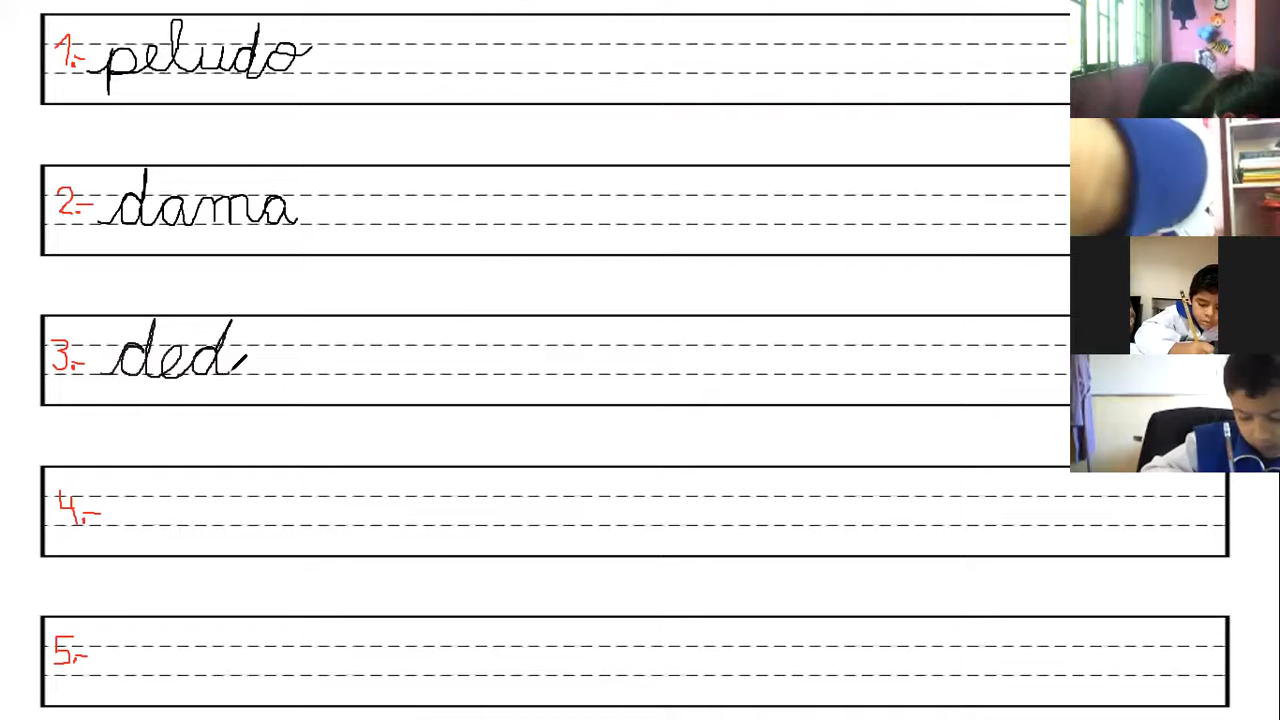 1.- peludo
2.- dama
3.- ded
4.-
5.-